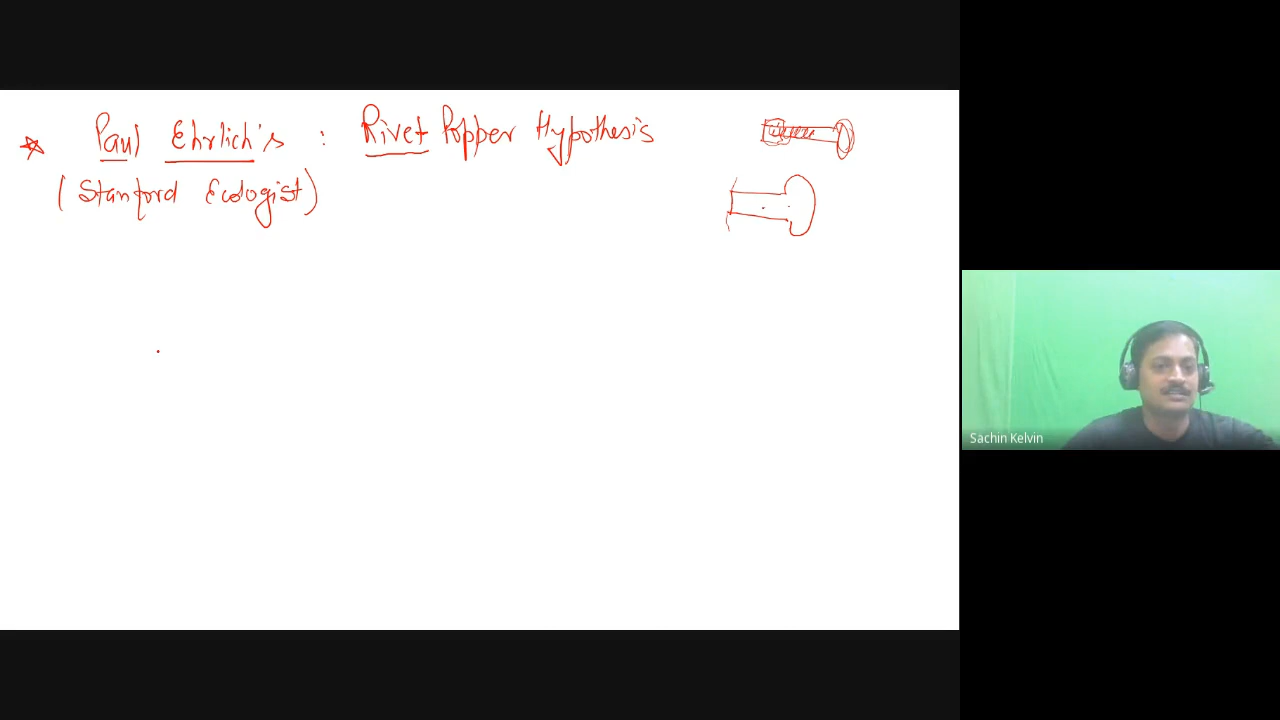 Paul Ehrlich's : Rivet Popper Hypothesis
(Stanford Ecologist)
Sachin Kelvin